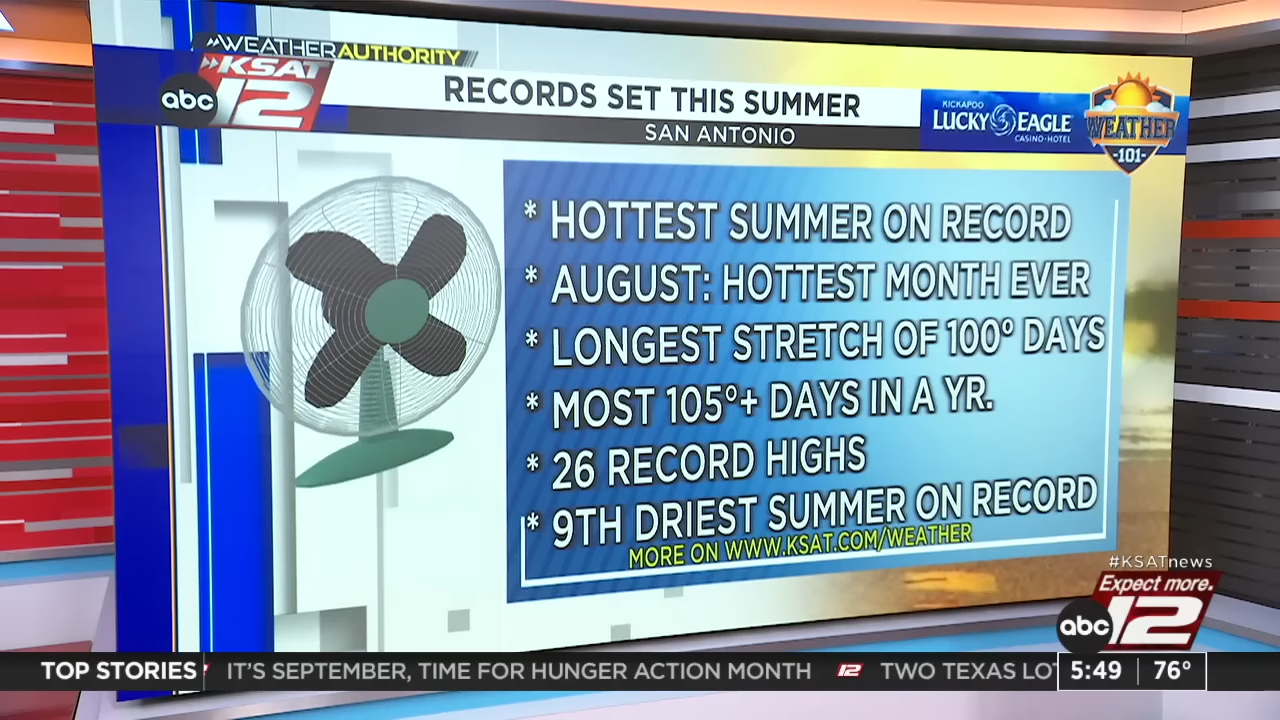 WEATHER AUTHORITY
KSAT
abc 12
RECORDS SET THIS SUMMER
SAN ANTONIO
KICKAPOO
LUCKY EAGLE
CASINO • HOTEL
WEATHER
-101-
* HOTTEST SUMMER ON RECORD
* AUGUST: HOTTEST MONTH EVER
* LONGEST STRETCH OF 100° DAYS
* MOST 105°+ DAYS IN A YR.
* 26 RECORD HIGHS
* 9TH DRIEST SUMMER ON RECORD
MORE ON WWW.KSAT.COM/WEATHER
#KSATnews
Expect more.
abc 12
TOP STORIES IT'S SEPTEMBER, TIME FOR HUNGER ACTION MONTH 12 TWO TEXAS LOT 5:49 76°